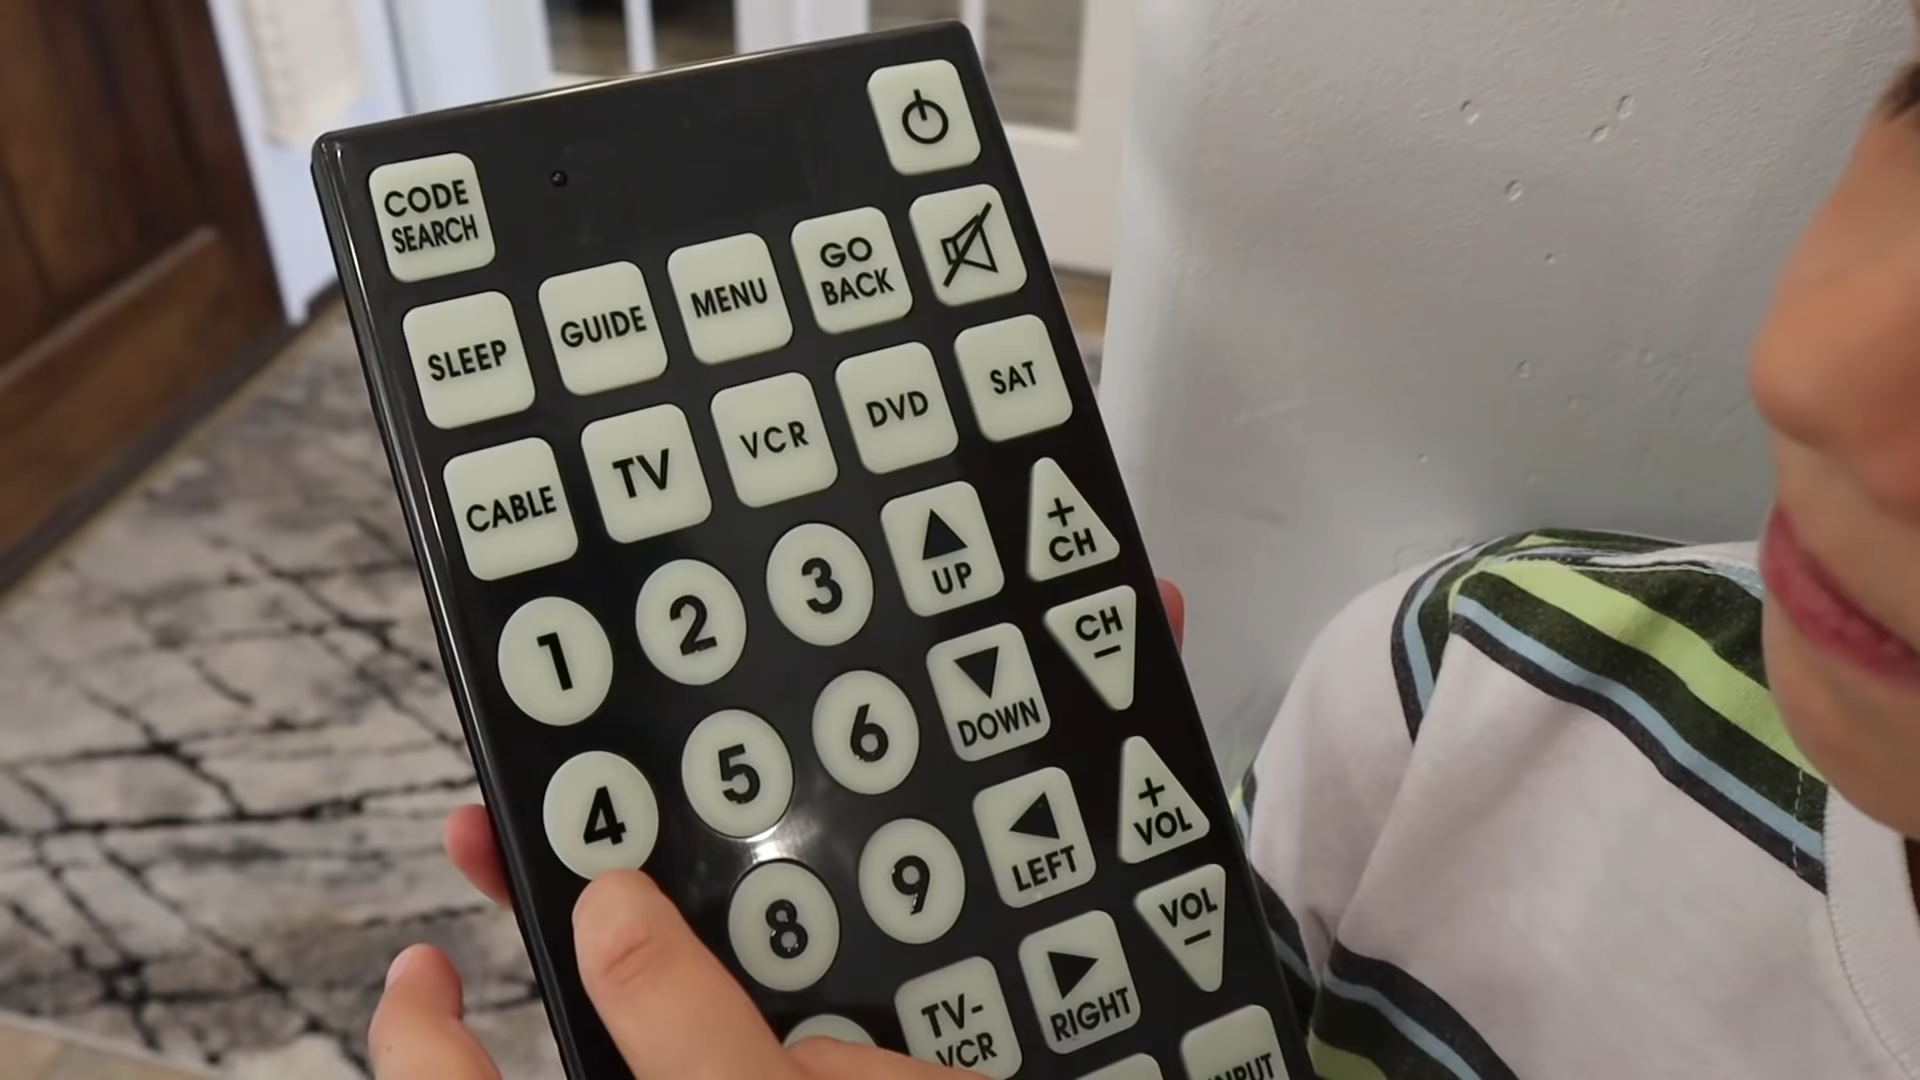 CODE
SEARCH
SLEEP
GUIDE
MENU
GO
BACK
CABLE
TV
VCR
DVD
SAT
1
2
3
UP
+
CH
4
5
6
DOWN
CH
–
8
9
LEFT
+
VOL
TV-
VCR
RIGHT
VOL
–
INPUT